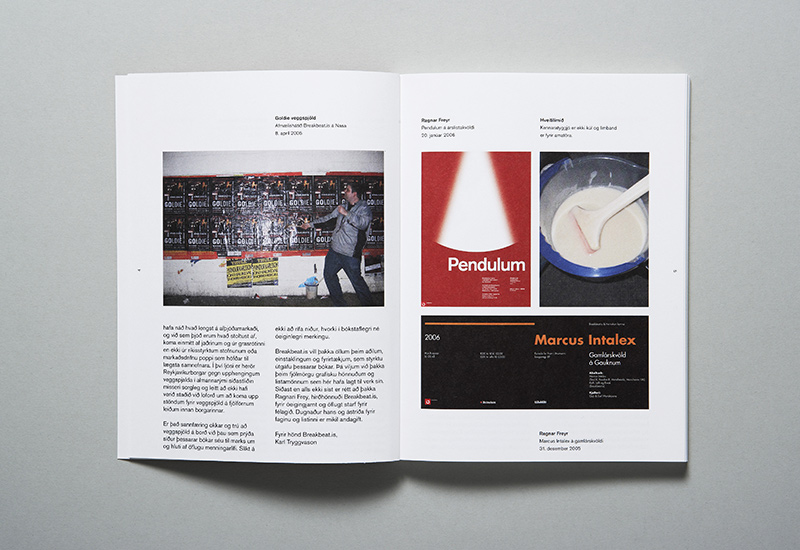 Goldie veggspjöld
Afmælishátíð Breakbeat.is á Nasa
8. apríl 2005
GOLDIE GOLDIE GOLDIE GOLDIE
hafa náð hvað lengst á alþjóðamarkaði,
og við sem þjóð erum hvað stoltust af,
koma einmitt af jaðrinum og úr grasrótinni
en ekki úr ríkisstyrktum stofnunum eða
markaðsdrifnu poppi sem höfðar til
lægsta samnefnara. Í því ljósi er herör
Reykjavíkurborgar gegn upphengingum
veggspjalda í almannarými síðastliðin
misseri sorgleg og lett að ekki hafi
verið staðið við loforð um að koma upp
stöndum fyrir veggspjöld á fjölförnum
leiðum innan borgarinnar.
Er það sannfæring okkar og trú að
veggspjöld á borð við þau sem prýða
síður þessarar bókar séu til marks um
og hluti af öflugu menningarlífi. Slíkt á
ekki að rífa niður, hvorki í bókstaflegri né
óeiginlegri merkingu.
Breakbeat.is vill þakka öllum þeim aðilum,
einstaklingum og fyrirtækjum, sem styrktu
útgáfu þessarar bókar. Þá viljum við þakka
þeim fjölmörgu grafísku hönnuðum og
listamönnum sem hér hafa lagt til verk sín.
Síðast en alls ekki síst er rétt að þakka
Ragnari Frey, hirðhönnuði Breakbeat.is,
fyrir óeigingjarnt og öflugt starf fyrir
félagið. Dugnaður hans og ástríða fyrir
faginu og listinni er mikil andagift.
Fyrir hönd Breakbeat.is,
Karl Tryggvason
Ragnar Freyr
Pendulum á árslistakvöldi
20. janúar 2006
Hveitilímið
Kennaratyggjó er ekki kúl og límband
er fyrir amatöra.
Pendulum
2006
Marcus Intalex
Gamlárskvöld
á Gauknum
Ragnar Freyr
Marcus Intalex á gamlárskvöldi
31. desember 2005